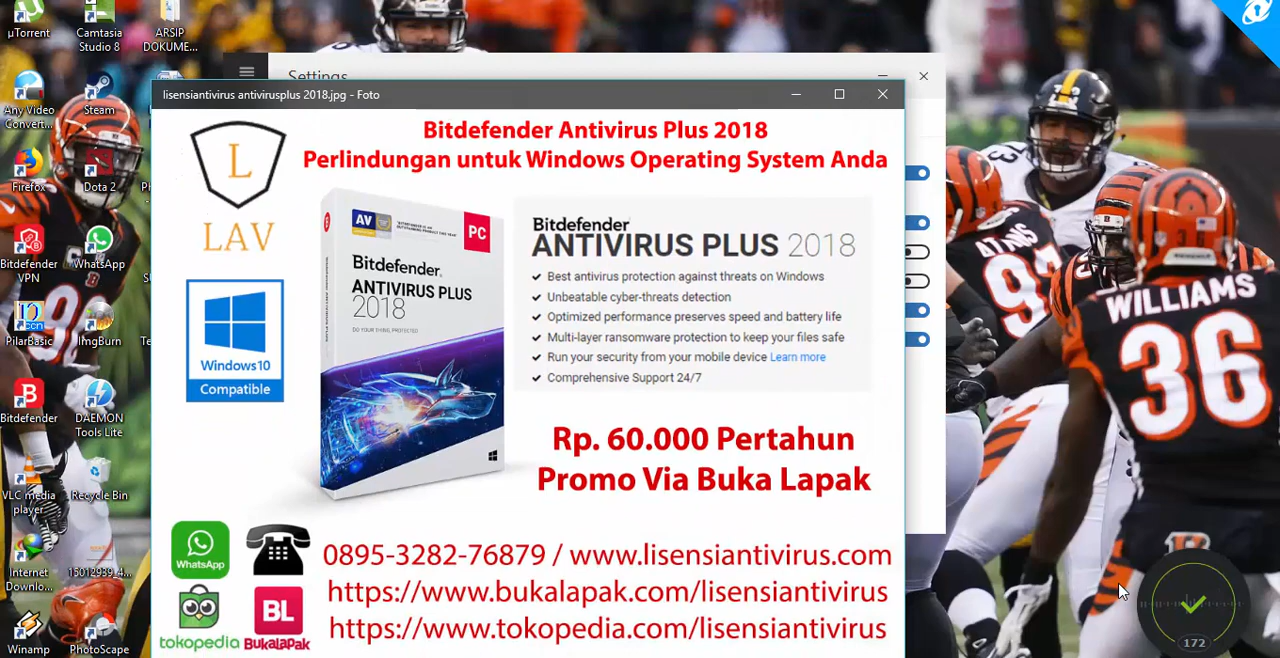 µTorrent
Camtasia
Studio 8
ARSIP
DOKUME...
Any Video
Convert...
Steam
Firefox
Dota 2
Bitdefender
VPN
WhatsApp
PilarBasic
ImgBurn
Bitdefender
DAEMON
Tools Lite
VLC media
player
Recycle Bin
Internet
Downlo...
15012939_4...
Winamp
PhotoScape
Settings
lisensiantivirus antivirusplus 2018.jpg - Foto
Bitdefender Antivirus Plus 2018
Perlindungan untuk Windows Operating System Anda
L
LAV
Windows10
Compatible
AV
PC
Bitdefender
ANTIVIRUS PLUS
2018
Bitdefender
ANTIVIRUS PLUS 2018
Best antivirus protection against threats on Windows
Unbeatable cyber-threats detection
Optimized performance preserves speed and battery life
Multi-layer ransomware protection to keep your files safe
Run your security from your mobile device Learn more
Comprehensive Support 24/7
Rp. 60.000 Pertahun
Promo Via Buka Lapak
WhatsApp
0895-3282-76879 / www.lisensiantivirus.com
https://www.bukalapak.com/lisensiantivirus
https://www.tokopedia.com/lisensiantivirus
tokopedia
BL
BukaLapak
WILLIAMS
36
172